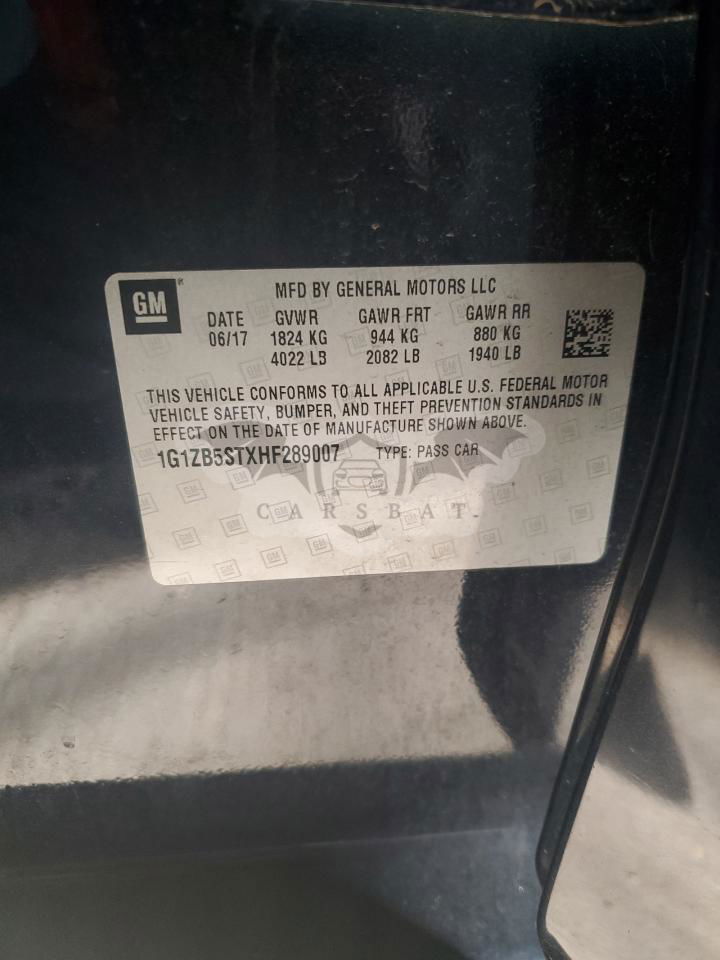 GM
MFD BY GENERAL MOTORS LLC
DATE GVWR GAWR FRT GAWR RR
06/17 1824 KG 944 KG 880 KG
4022 LB 2082 LB 1940 LB
THIS VEHICLE CONFORMS TO ALL APPLICABLE U.S. FEDERAL MOTOR
VEHICLE SAFETY, BUMPER, AND THEFT PREVENTION STANDARDS IN
EFFECT ON THE DATE OF MANUFACTURE SHOWN ABOVE.
1G1ZB5STXHF289007 TYPE: PASS CAR
CARSBAT